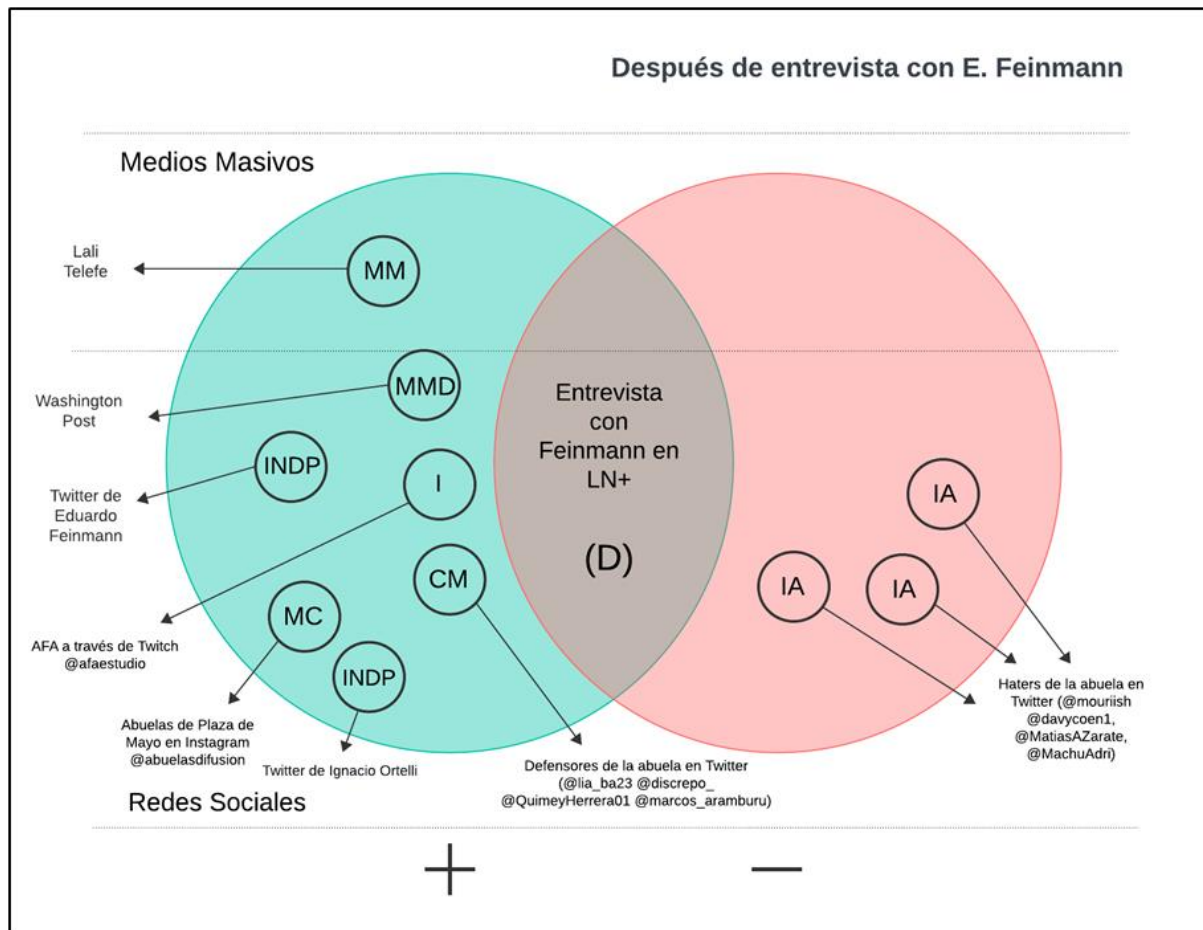 Después de entrevista con E. Feinmann
Medios Masivos
Lali
Telefe
MM
Washington
Post
MMD
INDP
Twitter de
Eduardo
Feinmann
I
AFA a través de Twitch
@afaestudio
MC
Abuelas de Plaza de
Mayo en Instagram
@abuelasdifusion
INDP
Twitter de Ignacio Ortelli
CM
Defensores de la abuela en Twitter
(@lia_ba23 @discrepo_
@QuimeyHerrera01 @marcos_aramburu)
Entrevista
con
Feinmann en
LN+
(D)
IA
IA
IA
Haters de la abuela en
Twitter (@mouriish
@davycoen1,
@MatiasAZarate,
@MachuAdri)
Redes Sociales
+
—